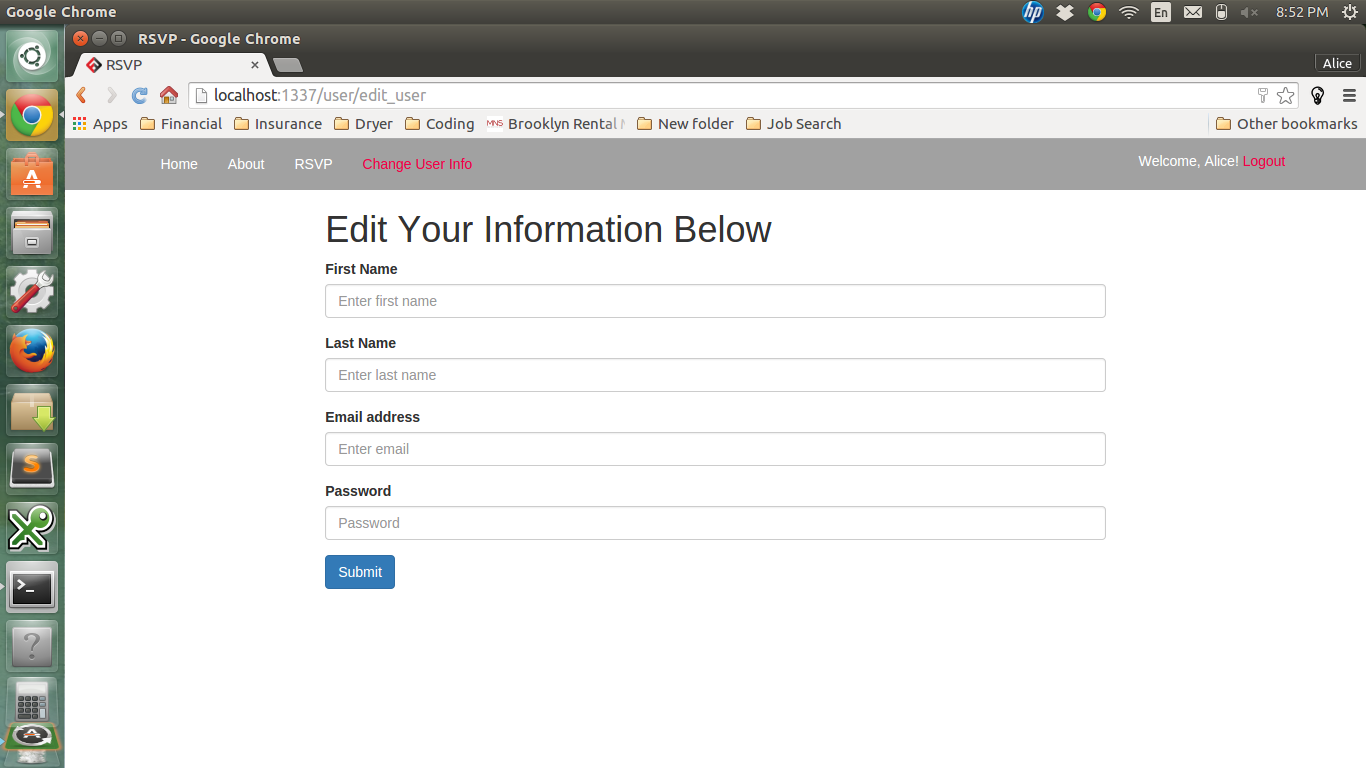 Google Chrome
hp
En
8:52 PM
RSVP - Google Chrome
RSVP
Alice
localhost:1337/user/edit_user
Apps Financial Insurance Dryer Coding MNS Brooklyn Rental New folder Job Search Other bookmarks
Home About RSVP Change User Info Welcome, Alice! Logout
Edit Your Information Below
First Name
Enter first name
Last Name
Enter last name
Email address
Enter email
Password
Password
Submit